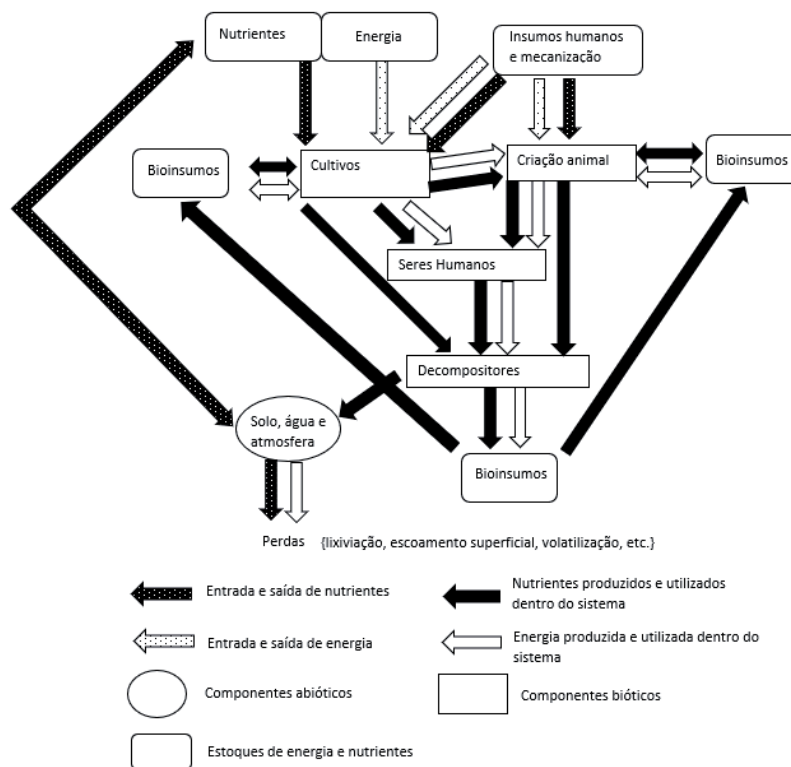 Nutrientes
Energia
Insumos humanos
e mecanização
Bioinsumos
Cultivos
Criação animal
Bioinsumos
Seres Humanos
Decompositores
Solo, água e
atmosfera
Bioinsumos
Perdas {lixiviação, escoamento superficial, volatilização, etc.}
Entrada e saída de nutrientes
Nutrientes produzidos e utilizados
dentro do sistema
Entrada e saída de energia
Energia produzida e utilizada dentro do
sistema
Componentes abióticos
Componentes bióticos
Estoques de energia e nutrientes